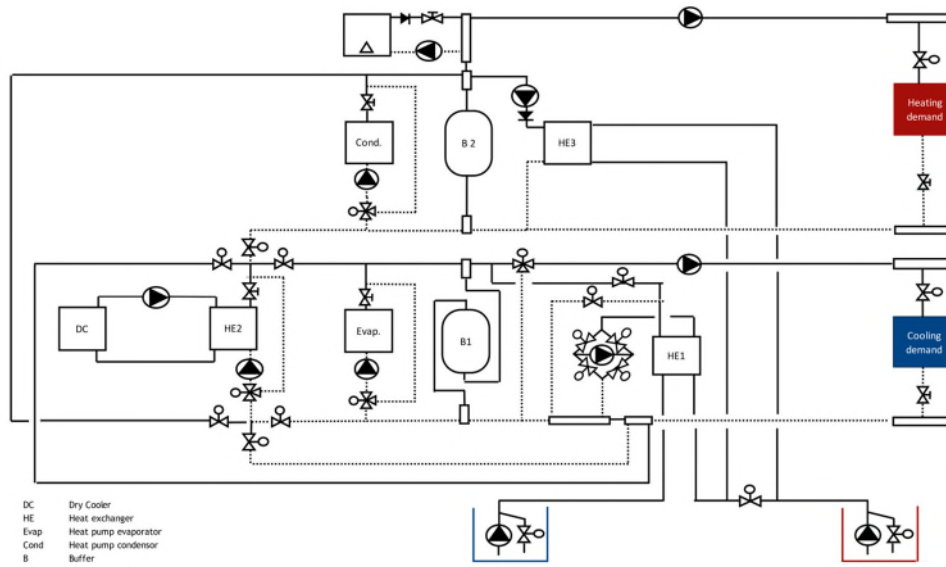 Heating
demand
Cond.
B 2
HE3
DC
HE2
Evap.
B1
HE1
Cooling
demand
DC Dry Cooler
HE Heat exchanger
Evap Heat pump evaporator
Cond Heat pump condensor
B Buffer